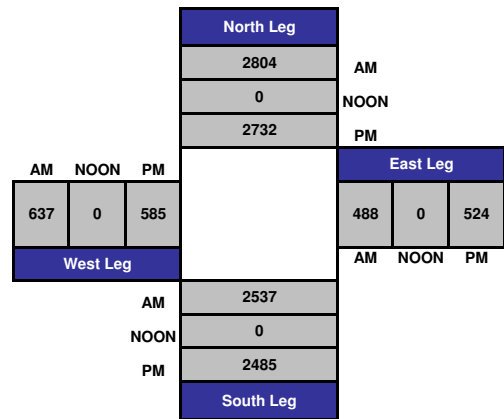 North Leg
2804 AM
0 NOON
2732 PM
AM NOON PM East Leg
637 0 585 488 0 524
West Leg AM NOON PM
AM 2537
NOON 0
PM 2485
South Leg